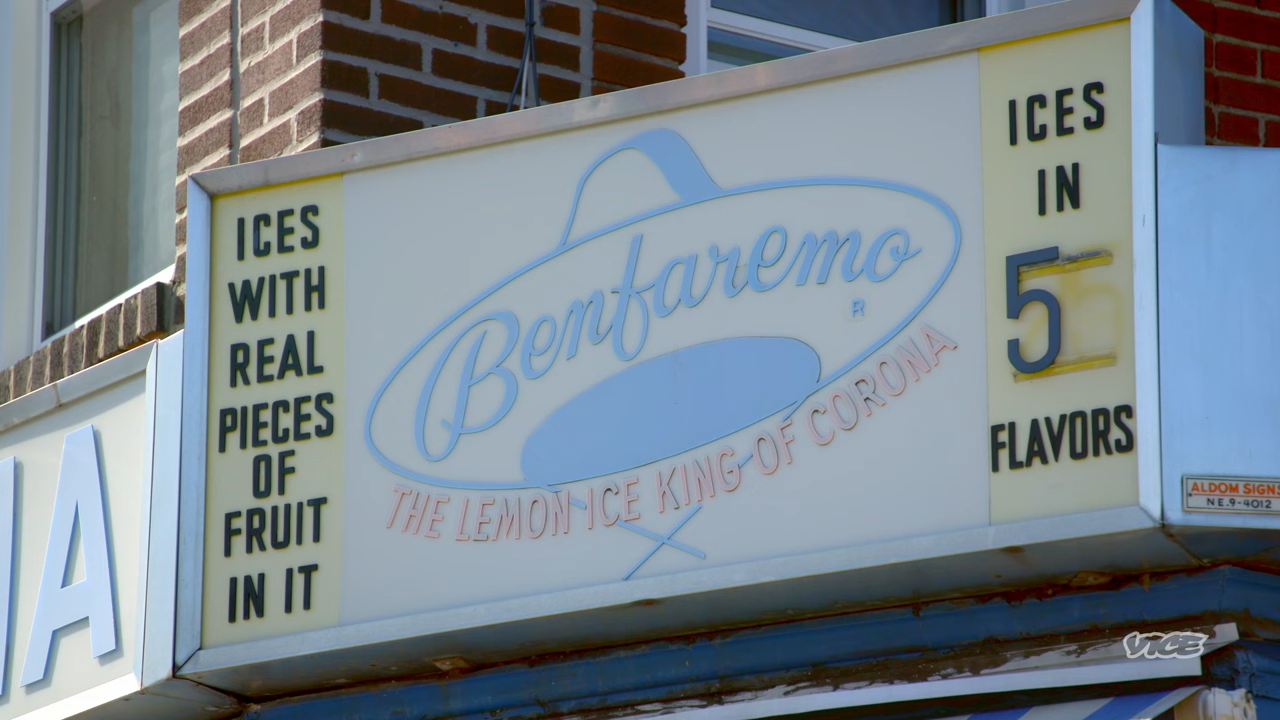 ICES
WITH
REAL
PIECES
OF
FRUIT
IN IT
Benfaremo
R
THE LEMON ICE KING OF CORONA
ICES
IN
5
FLAVORS
A
ALDOM SIGNS
NE.9-4012
VICE